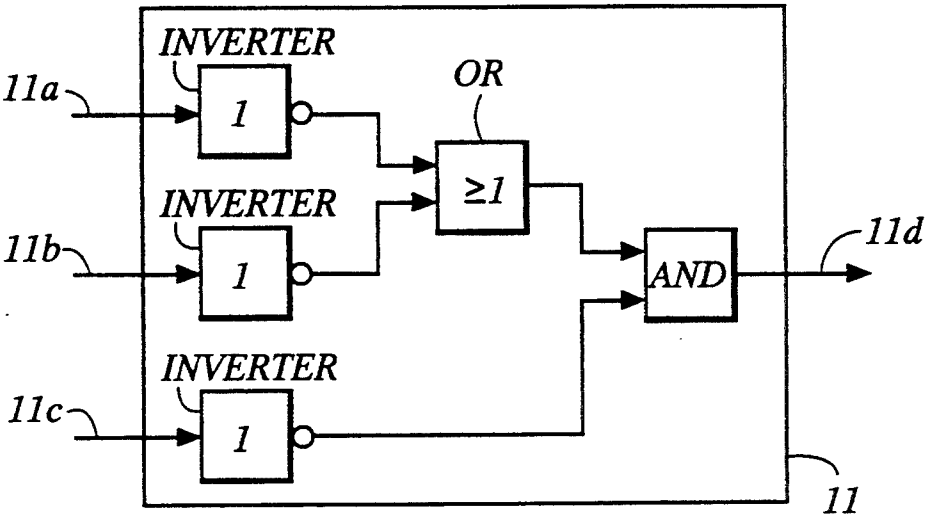 INVERTER
11a
1
OR
≥1
INVERTER
11b
1
11d
AND
INVERTER
11c
1
11